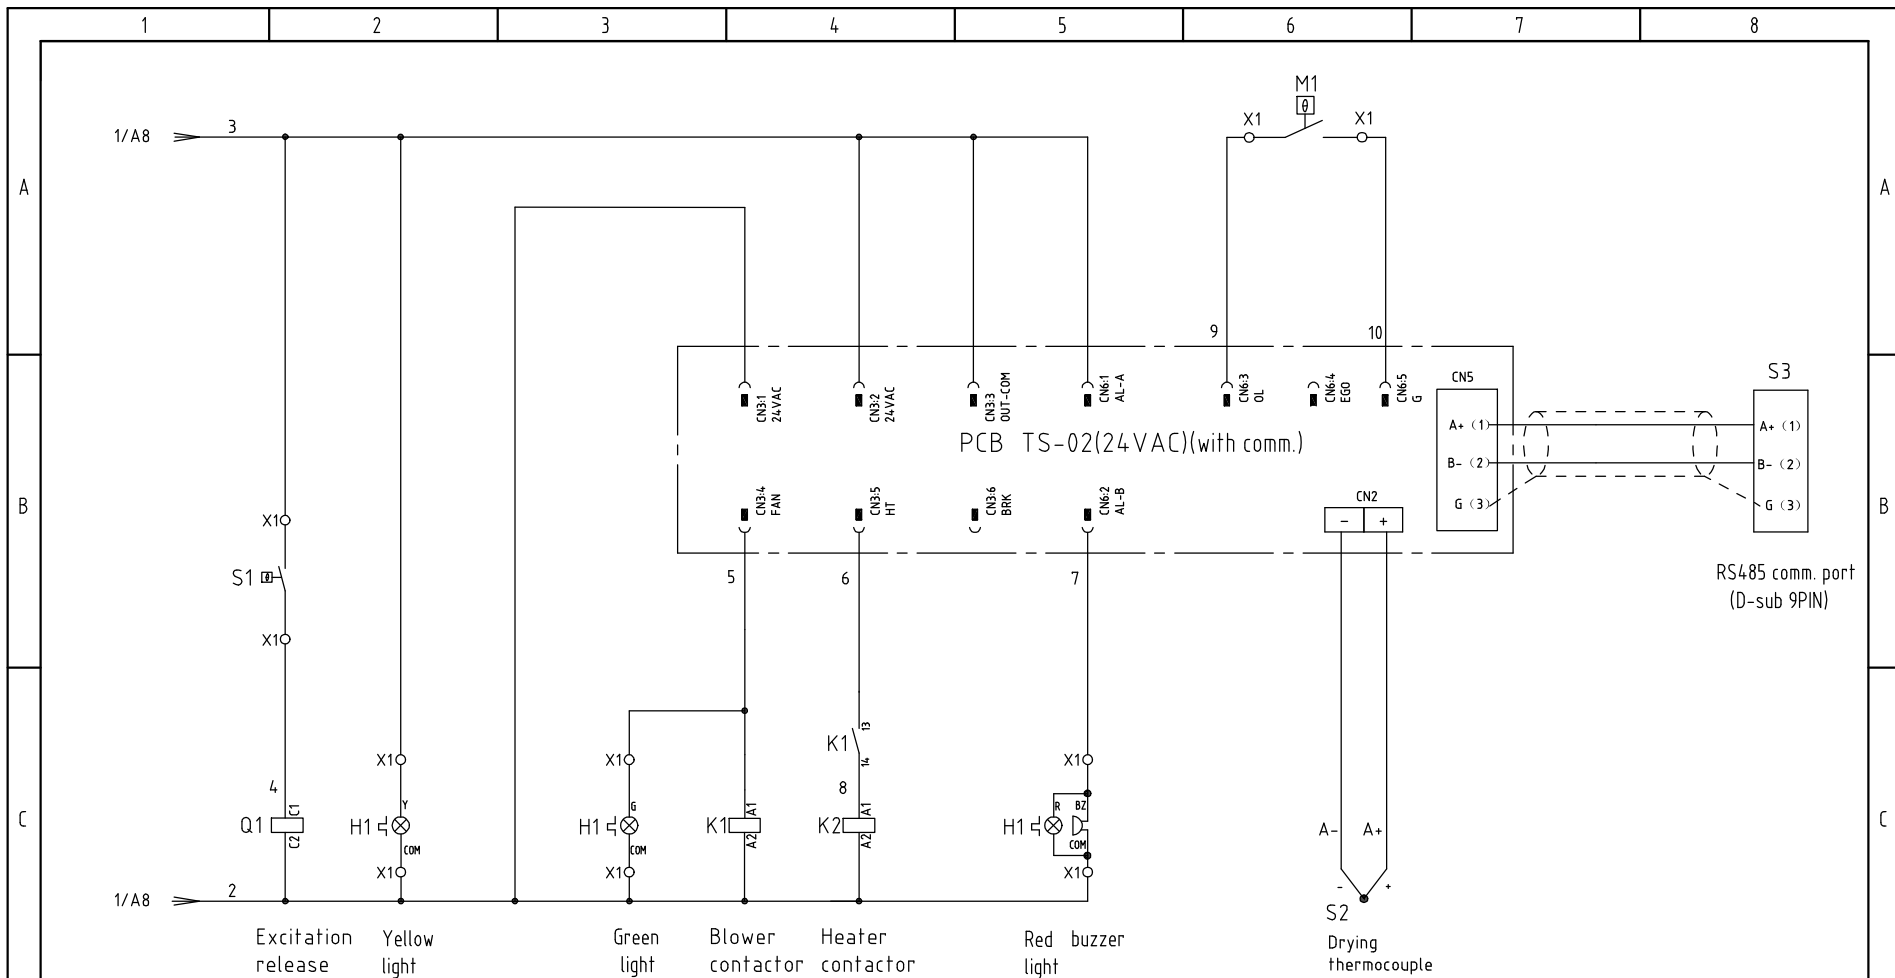 1 2 3 4 5 6 7 8
M1
θ
X1 X1
1/A8 3
A A
9 10
CN3:1
24VAC
CN3:2
24VAC
CN3:3
OUT-COM
CN6:1
AL-A
CN6:3
OL
CN6:4
EGO
CN6:5
G
CN5
S3
A+ (1) A+ (1)
PCB TS-02(24VAC)(with comm.)
B- (2) B- (2)
CN3:4
FAN
CN3:5
HT
CN3:6
BRK
CN6:2
AL-B
CN2
- +
G (3) G (3)
B B
X1
S1 θ
5 6 7
RS485 comm. port
(D-sub 9PIN)
X1
K1 13
14
X1 X1 X1
4 8
Q1 C1
C2
H1 Y
COM
H1 G
COM
K1 A1
A2
K2 A1
A2
H1 R BZ
COM
A- A+
C C
X1 X1 X1
1/A8 2
- +
S2
Excitation
release
Yellow
light
Green
light
Blower
contactor
Heater
contactor
Red buzzer
light
Drying
thermocouple